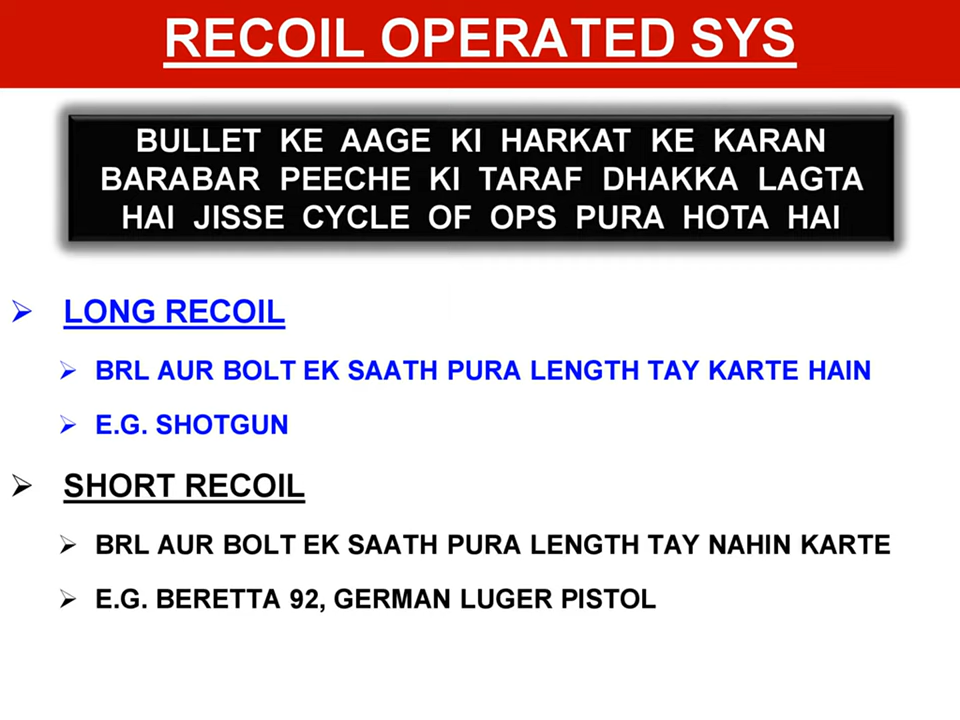 RECOIL OPERATED SYS
BULLET KE AAGE KI HARKAT KE KARAN
BARABAR PEECHE KI TARAF DHAKKA LAGTA
HAI JISSE CYCLE OF OPS PURA HOTA HAI
LONG RECOIL
BRL AUR BOLT EK SAATH PURA LENGTH TAY KARTE HAIN
E.G. SHOTGUN
SHORT RECOIL
BRL AUR BOLT EK SAATH PURA LENGTH TAY NAHIN KARTE
E.G. BERETTA 92, GERMAN LUGER PISTOL